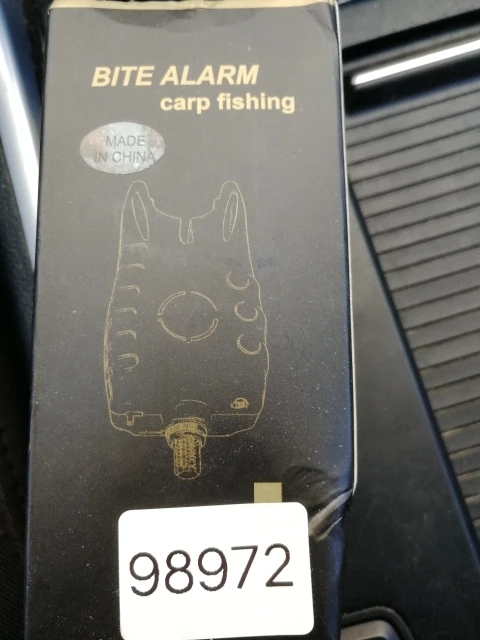 BITE ALARM
carp fishing
MADE
IN CHINA
98972